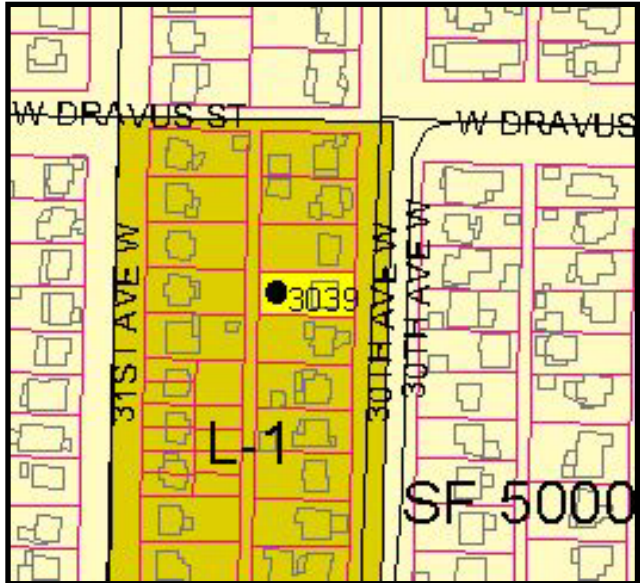 W DRAVUS ST
W DRAVUS
31ST AVE W
3039
30TH AVE W
30TH AVE W
L-1
SF 5000